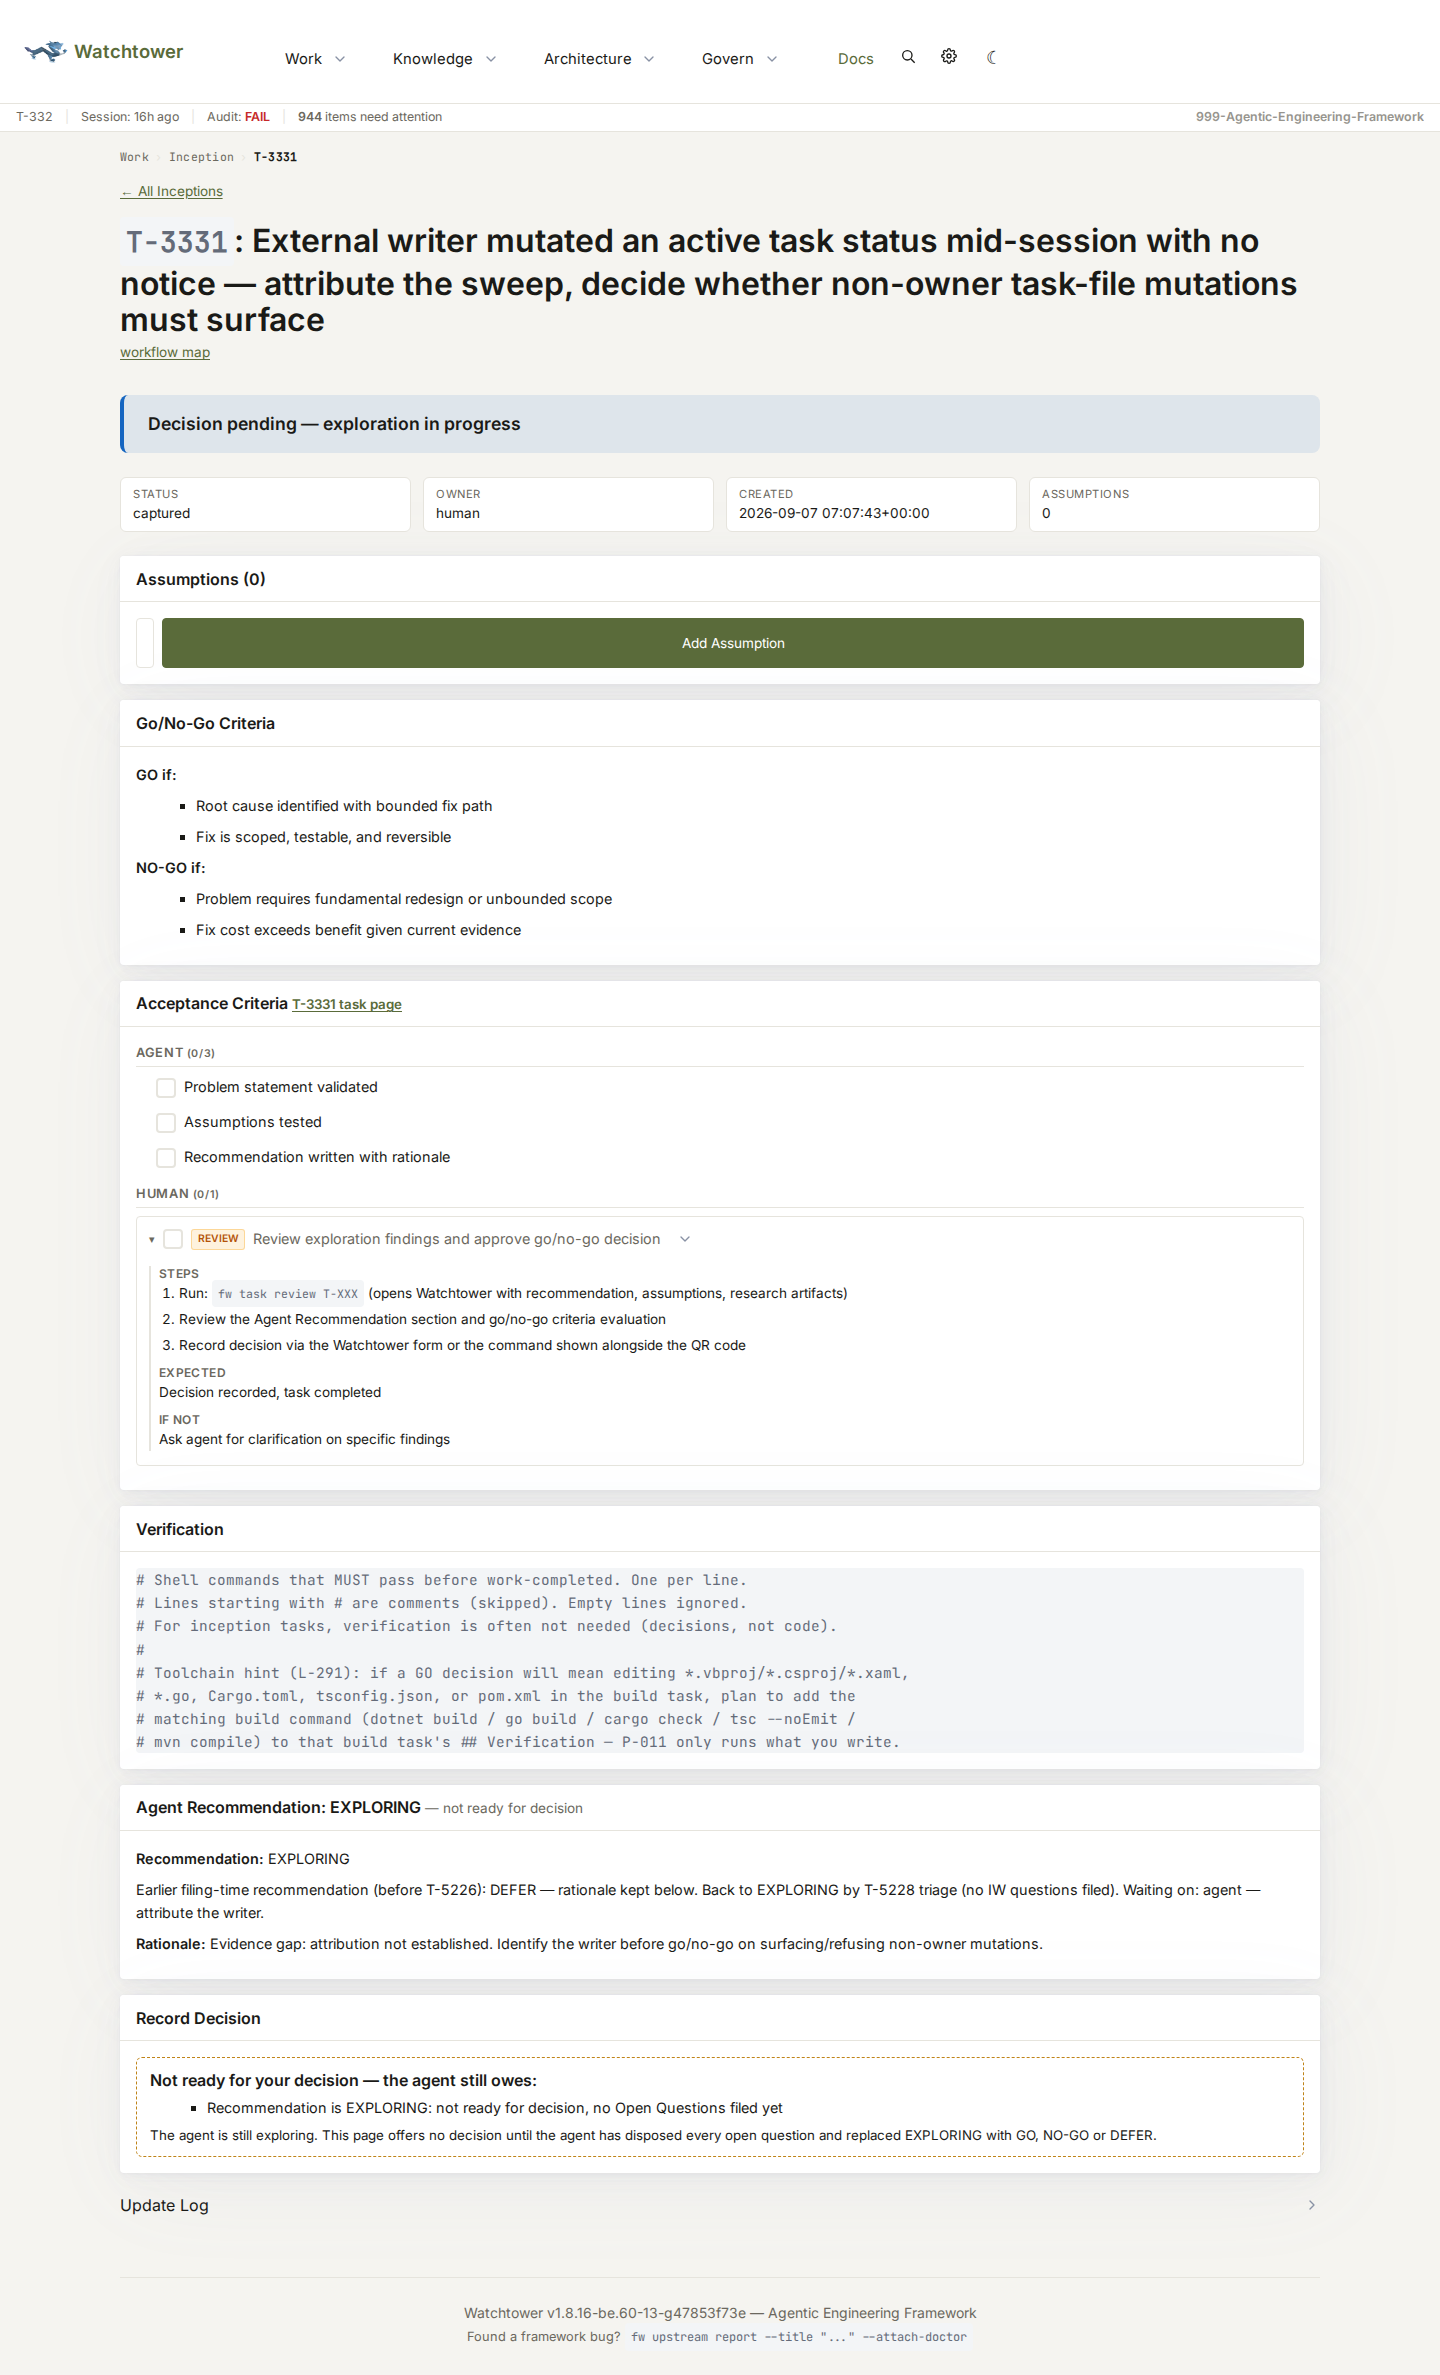 Watchtower
Work
Knowledge
Architecture
Govern
Docs
T-332
Session: 16h ago
Audit: FAIL
944 items need attention
999-Agentic-Engineering-Framework
Work › Inception › T-3331
← All Inceptions
T-3331: External writer mutated an active task status mid-session with no
notice — attribute the sweep, decide whether non-owner task-file mutations
must surface
workflow map
Decision pending — exploration in progress
STATUS
captured
OWNER
human
CREATED
2026-09-07 07:07:43+00:00
ASSUMPTIONS
0
Assumptions (0)
Add Assumption
Go/No-Go Criteria
GO if:
Root cause identified with bounded fix path
Fix is scoped, testable, and reversible
NO-GO if:
Problem requires fundamental redesign or unbounded scope
Fix cost exceeds benefit given current evidence
Acceptance Criteria T-3331 task page
AGENT (0/3)
Problem statement validated
Assumptions tested
Recommendation written with rationale
HUMAN (0/1)
REVIEW Review exploration findings and approve go/no-go decision
STEPS
1. Run: fw task review T-XXX (opens Watchtower with recommendation, assumptions, research artifacts)
2. Review the Agent Recommendation section and go/no-go criteria evaluation
3. Record decision via the Watchtower form or the command shown alongside the QR code
EXPECTED
Decision recorded, task completed
IF NOT
Ask agent for clarification on specific findings
Verification
# Shell commands that MUST pass before work-completed. One per line.
# Lines starting with # are comments (skipped). Empty lines ignored.
# For inception tasks, verification is often not needed (decisions, not code).
#
# Toolchain hint (L-291): if a GO decision will mean editing *.vbproj/*.csproj/*.xaml,
# *.go, Cargo.toml, tsconfig.json, or pom.xml in the build task, plan to add the
# matching build command (dotnet build / go build / cargo check / tsc --noEmit /
# mvn compile) to that build task's ## Verification — P-011 only runs what you write.
Agent Recommendation: EXPLORING — not ready for decision
Recommendation: EXPLORING
Earlier filing-time recommendation (before T-5226): DEFER — rationale kept below. Back to EXPLORING by T-5228 triage (no IW questions filed). Waiting on: agent —
attribute the writer.
Rationale: Evidence gap: attribution not established. Identify the writer before go/no-go on surfacing/refusing non-owner mutations.
Record Decision
Not ready for your decision — the agent still owes:
Recommendation is EXPLORING: not ready for decision, no Open Questions filed yet
The agent is still exploring. This page offers no decision until the agent has disposed every open question and replaced EXPLORING with GO, NO-GO or DEFER.
Update Log
Watchtower v1.8.16-be.60-13-g47853f73e — Agentic Engineering Framework
Found a framework bug? fw upstream report --title "..." --attach-doctor